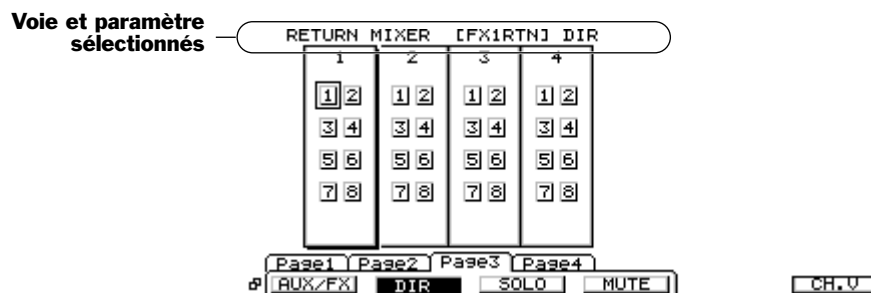 Voie et paramètre
sélectionnés
RETURN MIXER [FX1RTN] DIR
1 2 3 4
1 2 1 2 1 2 1 2
3 4 3 4 3 4 3 4
5 6 5 6 5 6 5 6
7 8 7 8 7 8 7 8
Page1 Page2 Page3 Page4
AUX/FX DIR SOLO MUTE CH.V